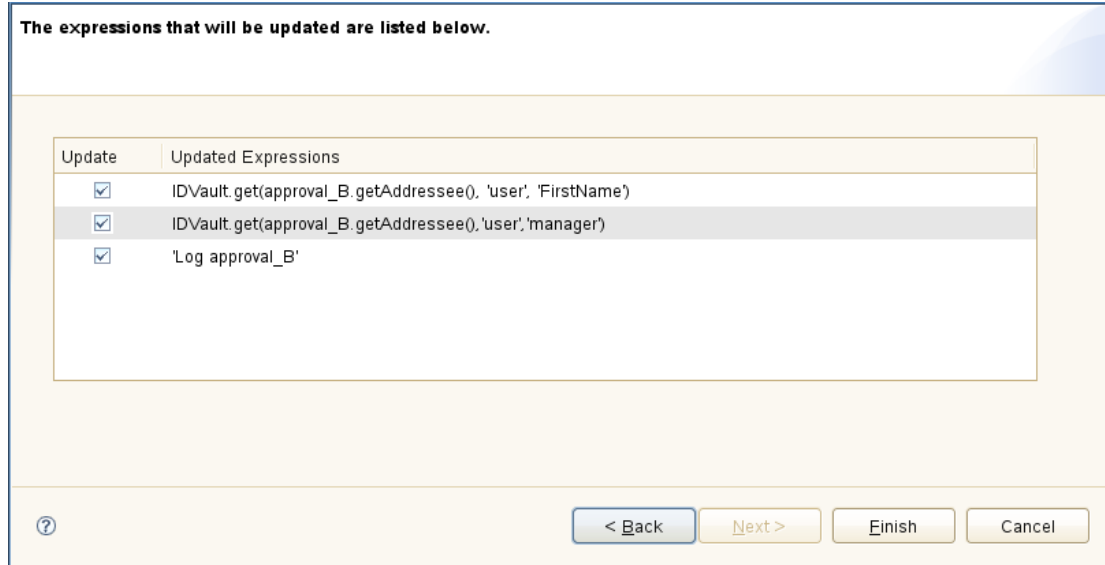 The expressions that will be updated are listed below.
Update Updated Expressions
IDVault.get(approval_B.getAddressee(), 'user', 'FirstName')
IDVault.get(approval_B.getAddressee(),'user','manager')
'Log approval_B'
? < Back Next > Finish Cancel